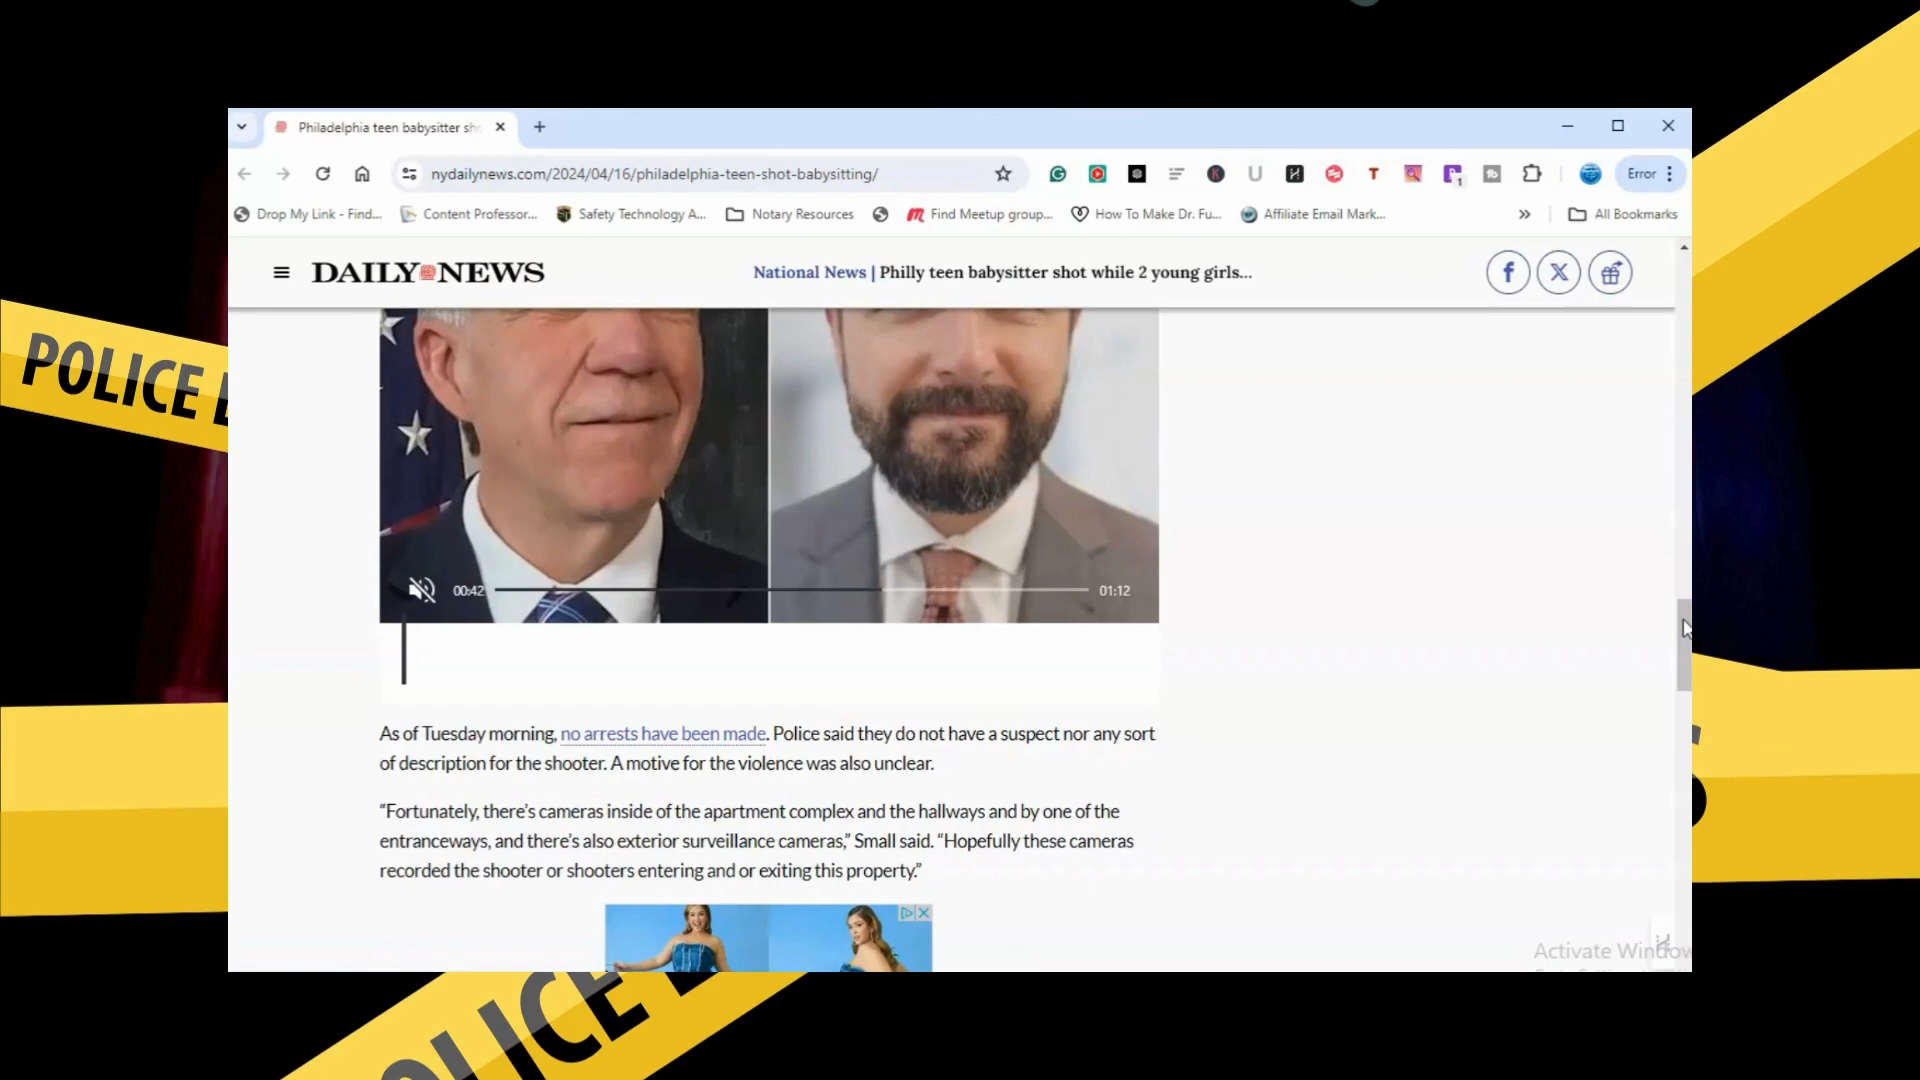 Philadelphia teen babysitter sh
nydailynews.com/2024/04/16/philadelphia-teen-shot-babysitting/
Error
Drop My Link - Find...
Content Professor...
Safety Technology A...
Notary Resources
Find Meetup group...
How To Make Dr. Fu...
Affiliate Email Mark...
All Bookmarks
DAILY NEWS
National News | Philly teen babysitter shot while 2 young girls...
POLICE
00:42
01:12
As of Tuesday morning, no arrests have been made. Police said they do not have a suspect nor any sort
of description for the shooter. A motive for the violence was also unclear.
“Fortunately, there’s cameras inside of the apartment complex and the hallways and by one of the
entranceways, and there’s also exterior surveillance cameras,” Small said. “Hopefully these cameras
recorded the shooter or shooters entering and or exiting this property.”
Activate Window
POLICE